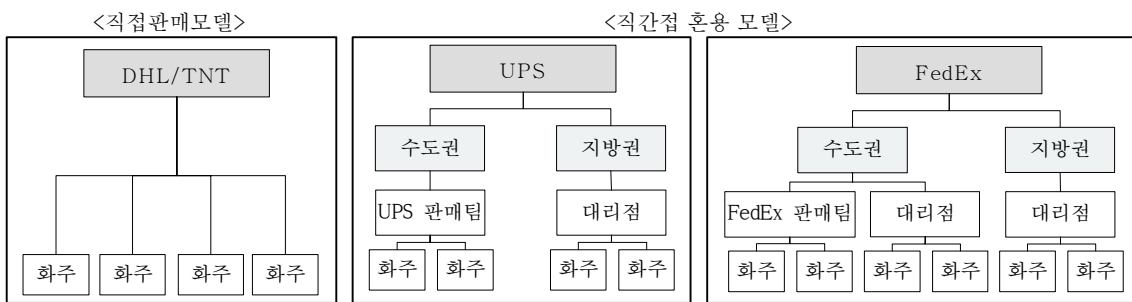 <직접판매모델>
<직간접 혼용 모델>
DHL/TNT
화주 화주 화주 화주
UPS
수도권 지방권
UPS 판매팀 대리점
화주 화주 화주 화주
FedEx
수도권 지방권
FedEx 판매팀 대리점 대리점
화주 화주 화주 화주 화주 화주